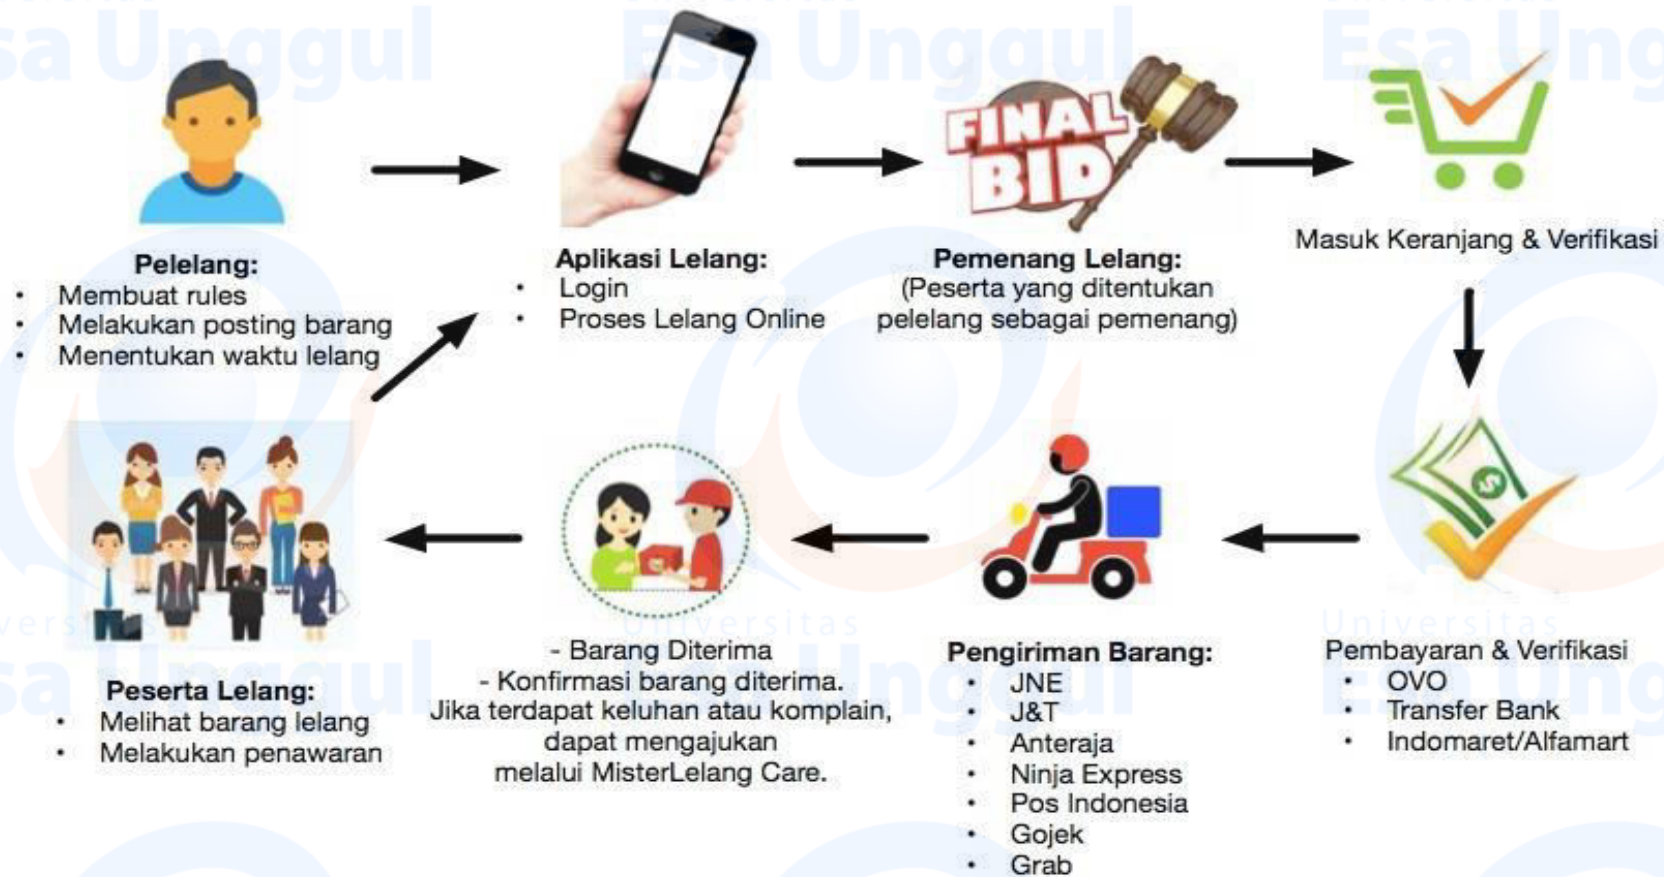 Pelelang:
• Membuat rules
• Melakukan posting barang
• Menentukan waktu lelang
Aplikasi Lelang:
• Login
• Proses Lelang Online
FINAL
BID
Pemenang Lelang:
(Peserta yang ditentukan
pelelang sebagai pemenang)
Masuk Keranjang & Verifikasi
Peserta Lelang:
• Melihat barang lelang
• Melakukan penawaran
- Barang Diterima
- Konfirmasi barang diterima.
Jika terdapat keluhan atau komplain,
dapat mengajukan
melalui MisterLelang Care.
Pengiriman Barang:
• JNE
• J&T
• Anteraja
• Ninja Express
• Pos Indonesia
• Gojek
• Grab
$
Pembayaran & Verifikasi
• OVO
• Transfer Bank
• Indomaret/Alfamart
Esa Unggul
Universitas
Esa Unggul
Universitas